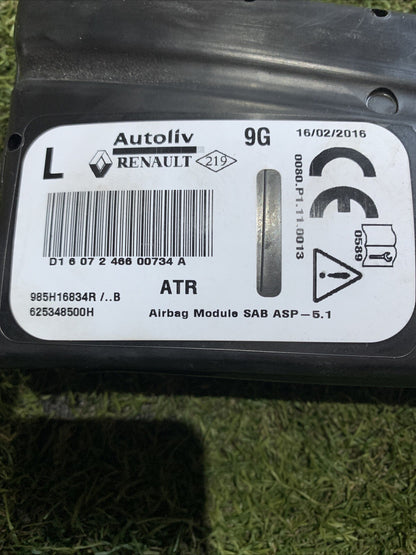 L
Autoliv
9G
16/02/2016
RENAULT
219
0080.P1.11.0013
CE
0589
D1 6 07 2 466 00734 A
985H16834R /..B
625348500H
ATR
Airbag Module SAB ASP-5.1
!